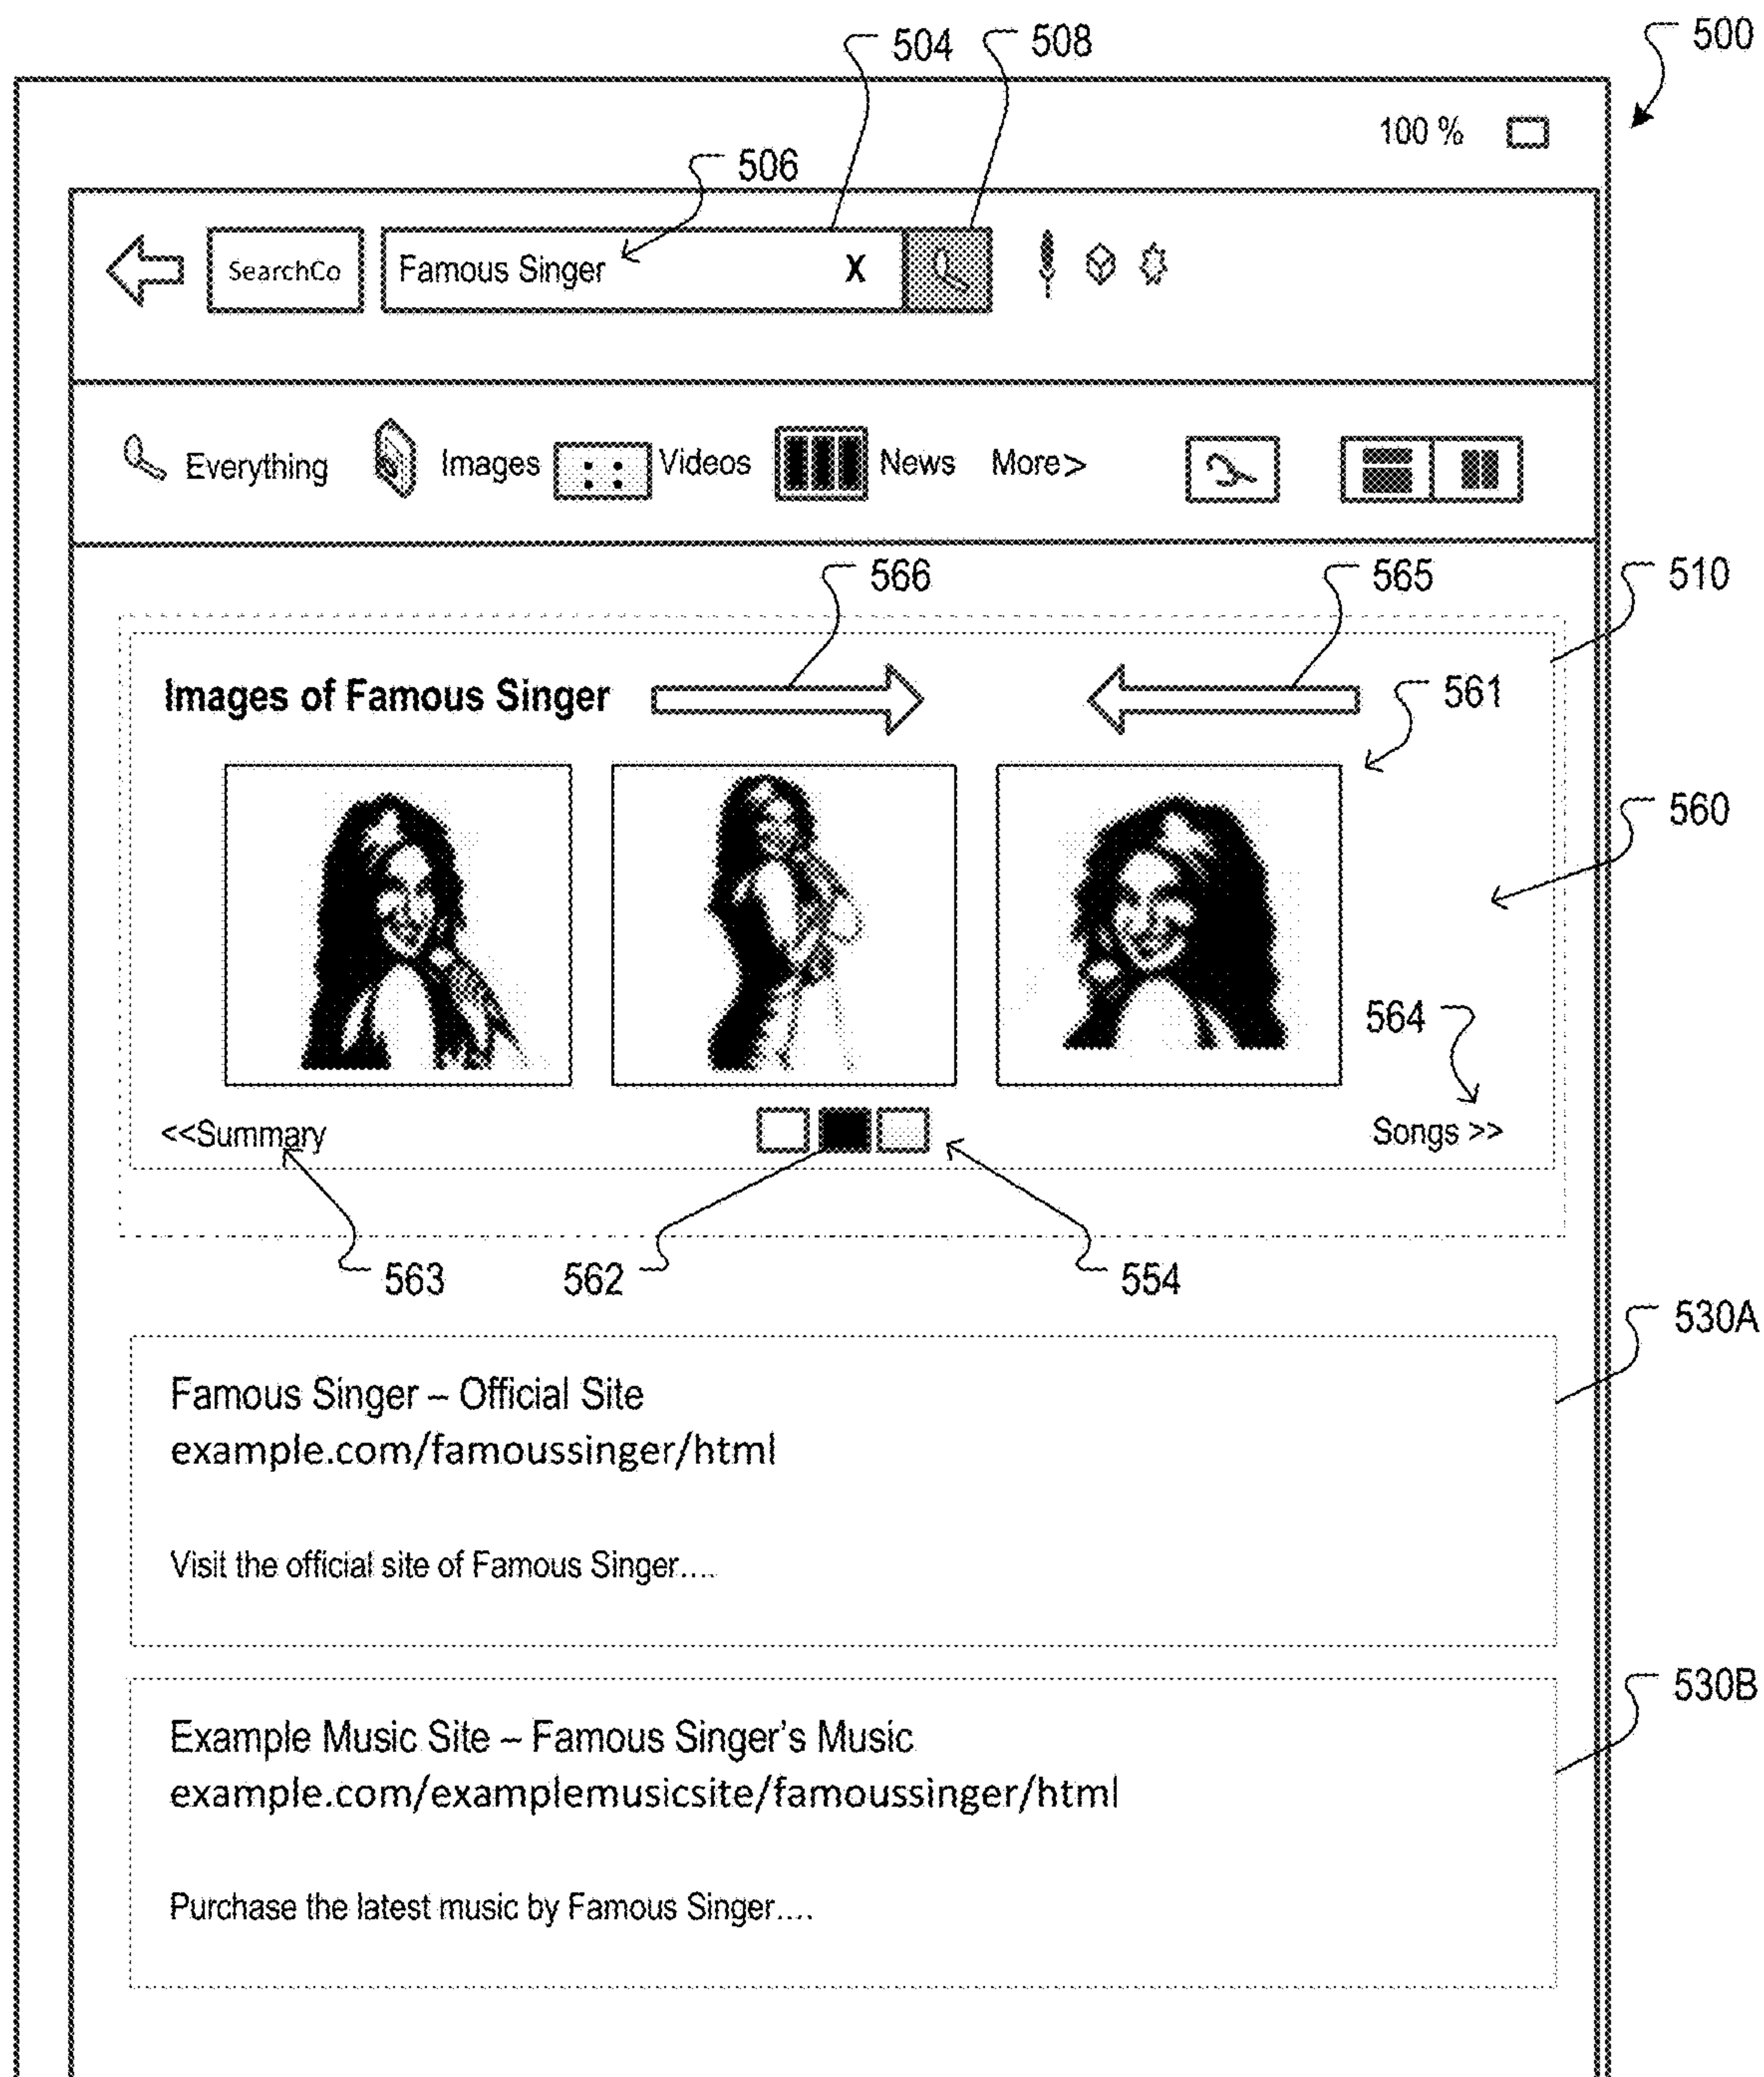 504 508 500
100 %
506
SearchCo Famous Singer X
Everything Images Videos News More>
566 565 510
Images of Famous Singer 561
560
564
<<Summary Songs >>
563 562 554
530A
Famous Singer – Official Site
example.com/famoussinger/html
Visit the official site of Famous Singer....
530B
Example Music Site – Famous Singer's Music
example.com/examplemusicsite/famoussinger/html
Purchase the latest music by Famous Singer....